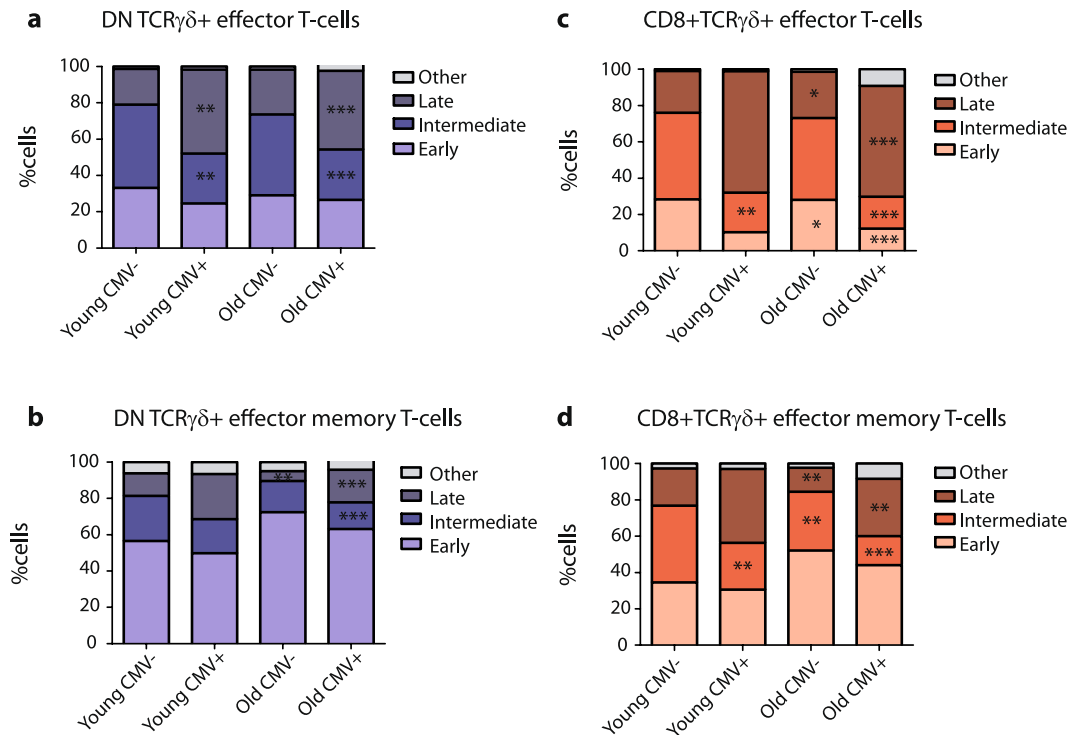 a DN TCRγδ+ effector T-cells
100
80
60
40
20
0
%cells
** ***
** ***
Other
Late
Intermediate
Early
Young CMV-
Young CMV+
Old CMV-
Old CMV+
c CD8+TCRγδ+ effector T-cells
100
80
60
40
20
0
%cells
*
***
** ***
*
***
Other
Late
Intermediate
Early
Young CMV-
Young CMV+
Old CMV-
Old CMV+
b DN TCRγδ+ effector memory T-cells
100
80
60
40
20
0
%cells
** ***
***
Other
Late
Intermediate
Early
Young CMV-
Young CMV+
Old CMV-
Old CMV+
d CD8+TCRγδ+ effector memory T-cells
100
80
60
40
20
0
%cells
**
**
**
** ***
Other
Late
Intermediate
Early
Young CMV-
Young CMV+
Old CMV-
Old CMV+